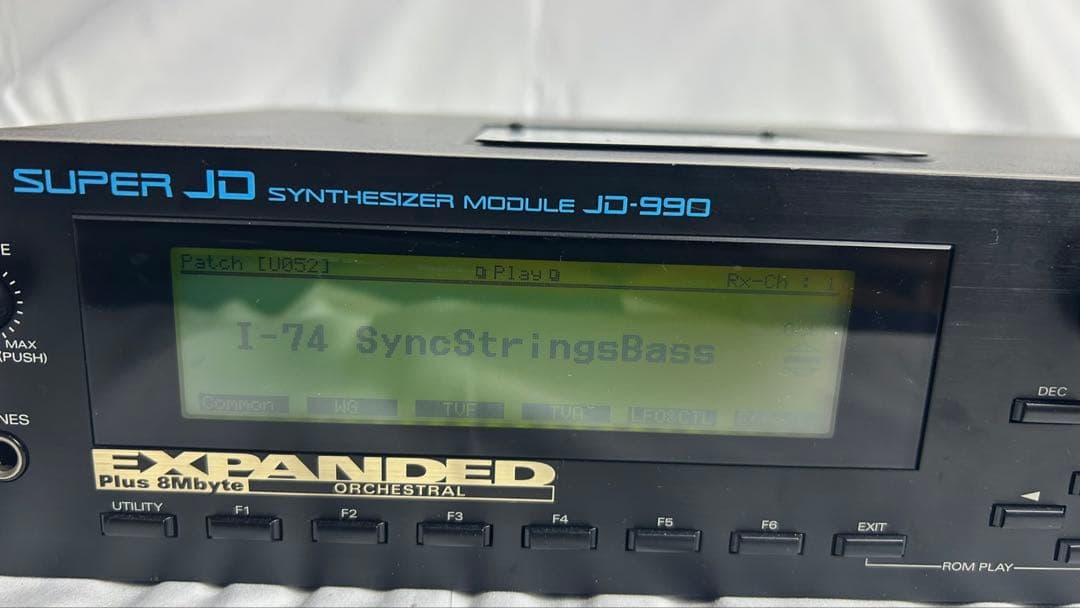 SUPER JD SYNTHESIZER MODULE JD-990
E
Patch [U052] Play Rx-Ch : 1
I-74 SyncStringsBass
Common WG TVF TVA LFO&CTL
MAX
(PUSH)
NES
DEC
EXPANDED
Plus 8Mbyte ORCHESTRAL
UTILITY F1 F2 F3 F4 F5 F6 EXIT
ROM PLAY